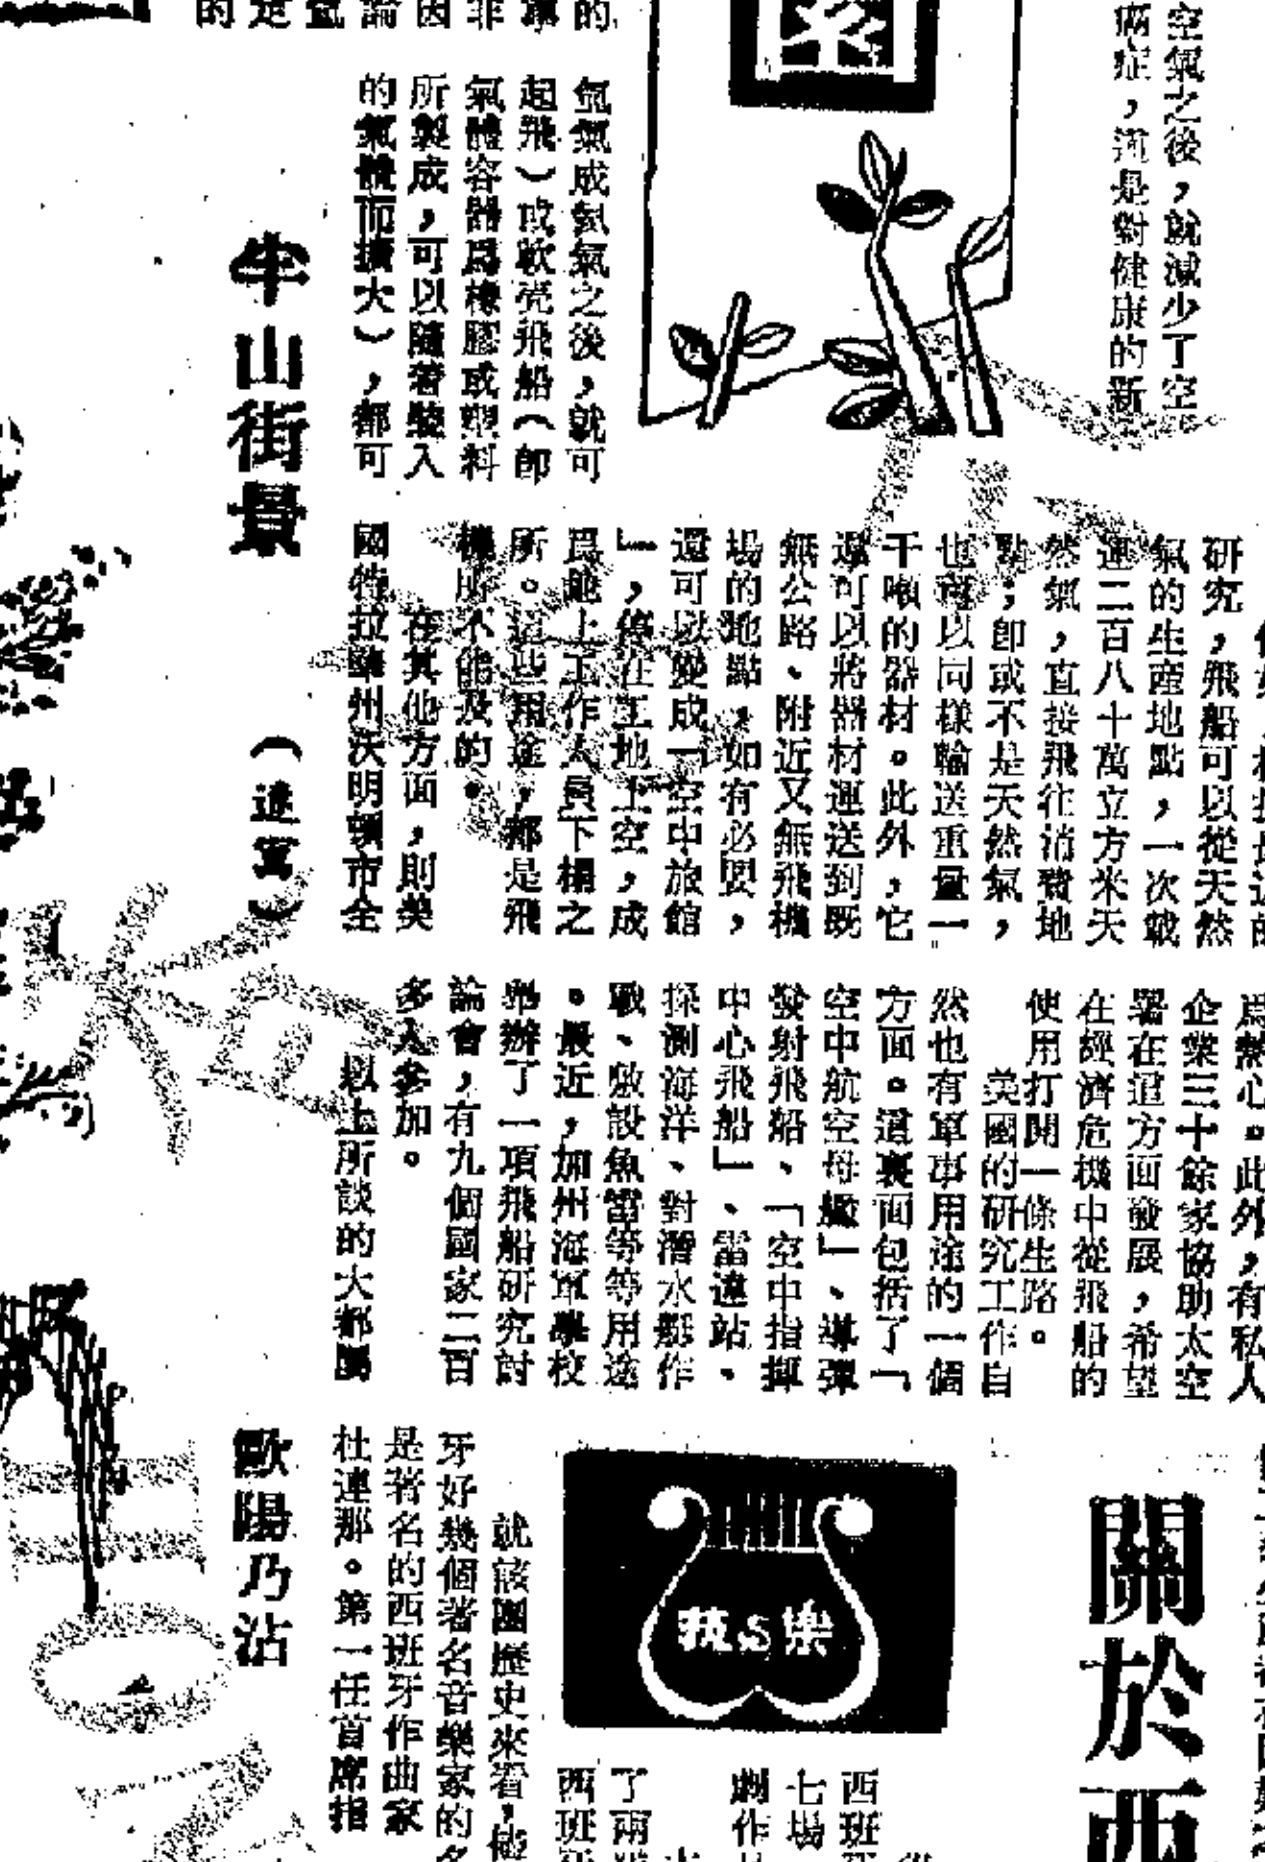 空氣之後，就減少了空
症，這是對健康的新
氫氣成氦氣之後，就可
起飛）或軟壳飛船（即
氣體容器爲橡膠或塑料
所製成，可以隨著裝入
的氣體而擴大），都可
半山街景
（速寫）
研究，飛船可以從天然
氣的生產地點，一次載
運二百八十萬立方米天
然氣，直接飛往消費地
點；即或不是天然氣，
也可以同樣輸送重量一
千噸的器材。此外，它
還可以將器材運送到既
無公路、附近又無飛機
場的地點，如有必要，
還可以變成「空中旅館
」，停在工地上空，成
爲地上工作人員下榻之
所。這些用途，都是飛
機所不能及的。
在其他方面，則美
國特拉華州沃明頓市全
爲熱心。此外，有私人
企業三十餘家協助太空
署在這方面發展，希望
在經濟危機中從飛船的
使用打開一條生路。
美國的研究工作自
然也有軍事用途的一個
方面。這裏面包括了「
空中航空母艦」、導彈
發射飛船、「空中指揮
中心飛船」、雷達站、
探測海洋、對潛水艇作
戰、敷設魚雷等等用途
。最近，加州海軍學校
舉辦了一項飛船研究討
論會，有九個國家二百
多人參加。
以上所談的大都屬
歐陽乃沾
關於西
藝S樂
西班
七場
劇作
了兩
西班
就該團歷史來看，
牙好幾個著名音樂家的名
是著名的西班牙作曲家
杜連那。第一任首席指